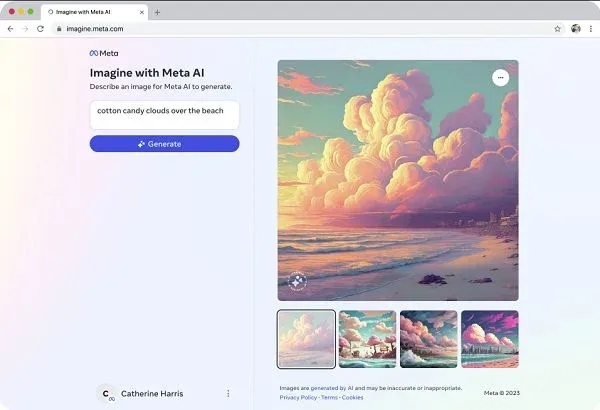 Imagine with Meta AI
imagine.meta.com
Meta
Imagine with Meta AI
Describe an image for Meta AI to generate.
cotton candy clouds over the beach
Generate
C
Catherine Harris
Images are generated by AI and may be inaccurate or inappropriate.
Privacy Policy · Terms · Cookies
Meta © 2023